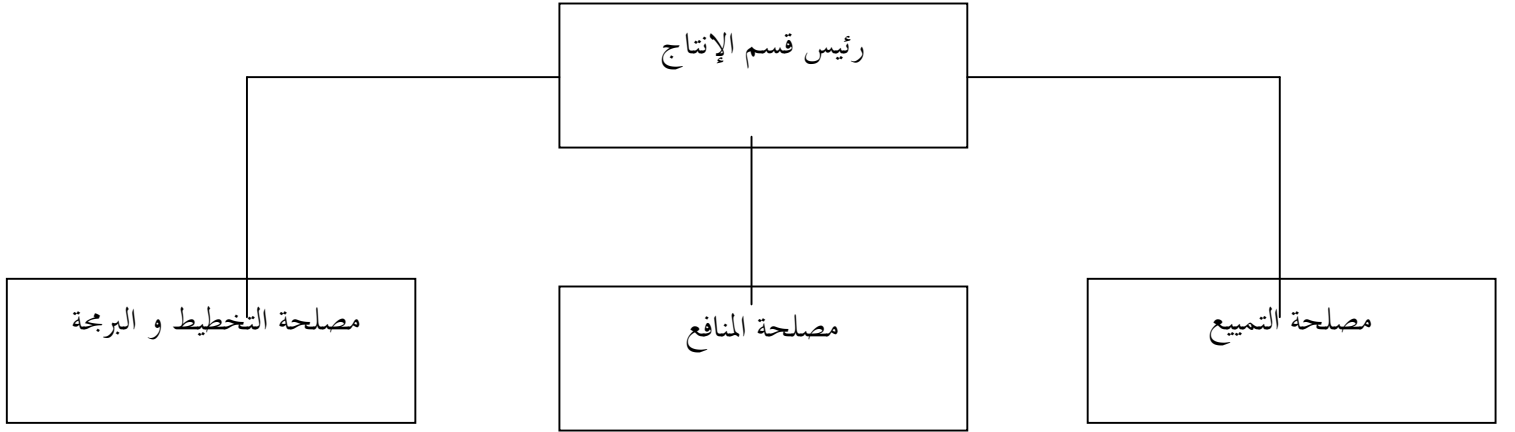 رئيس قسم الإنتاج
مصلحة التمييع
مصلحة المنافع
مصلحة التخطيط و البرمجة